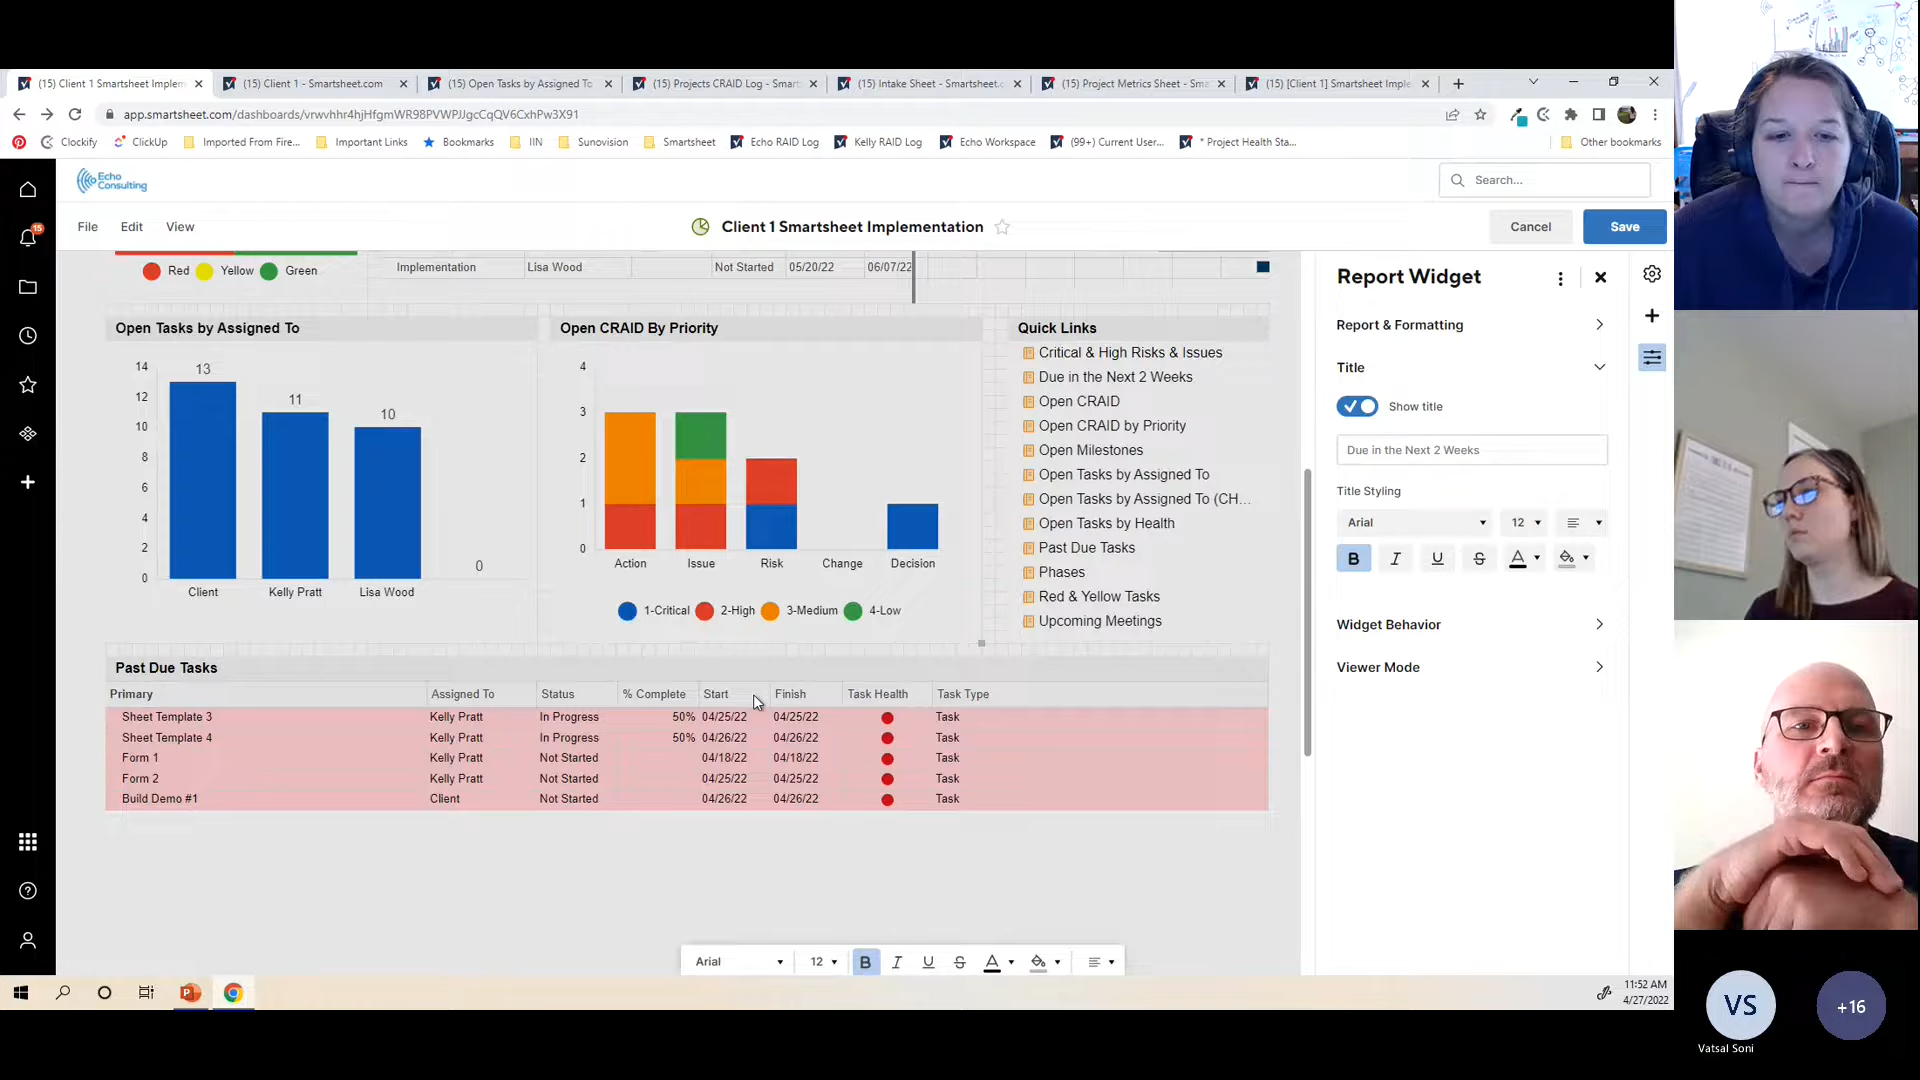 (15) Client 1 Smartsheet Implem
(15) Client 1 - Smartsheet.com
(15) Open Tasks by Assigned To
(15) Projects CRAID Log - Smart
(15) Intake Sheet - Smartsheet.c
(15) Project Metrics Sheet - Sma
(15) [Client 1] Smartsheet Imple
app.smartsheet.com/dashboards/vrwvhhr4hjHfgmWR98PVWPJJgcCqQV6CxhPw3X91
Clockify
ClickUp
Imported From Fire...
Important Links
Bookmarks
IIN
Sunovision
Smartsheet
Echo RAID Log
Kelly RAID Log
Echo Workspace
(99+) Current User...
* Project Health Sta...
Other bookmarks
Echo
Consulting
Search...
15
File
Edit
View
Client 1 Smartsheet Implementation
Cancel
Save
Red
Yellow
Green
Implementation Lisa Wood Not Started 05/20/22 06/07/22
Open Tasks by Assigned To
14
12
10
8
6
4
2
0
13
11
10
0
Client
Kelly Pratt
Lisa Wood
Open CRAID By Priority
4
3
2
1
0
Action
Issue
Risk
Change
Decision
1-Critical
2-High
3-Medium
4-Low
Quick Links
Critical & High Risks & Issues
Due in the Next 2 Weeks
Open CRAID
Open CRAID by Priority
Open Milestones
Open Tasks by Assigned To
Open Tasks by Assigned To (CH...
Open Tasks by Health
Past Due Tasks
Phases
Red & Yellow Tasks
Upcoming Meetings
Past Due Tasks
Primary Assigned To Status % Complete Start Finish Task Health Task Type
Sheet Template 3 Kelly Pratt In Progress 50% 04/25/22 04/25/22 Task
Sheet Template 4 Kelly Pratt In Progress 50% 04/26/22 04/26/22 Task
Form 1 Kelly Pratt Not Started 04/18/22 04/18/22 Task
Form 2 Kelly Pratt Not Started 04/25/22 04/25/22 Task
Build Demo #1 Client Not Started 04/26/22 04/26/22 Task
Arial 12 B I U S A
Report Widget
Report & Formatting
Title
Show title
Due in the Next 2 Weeks
Title Styling
Arial 12
B I U S A
Widget Behavior
Viewer Mode
11:52 AM
4/27/2022
VS
Vatsal Soni
+16